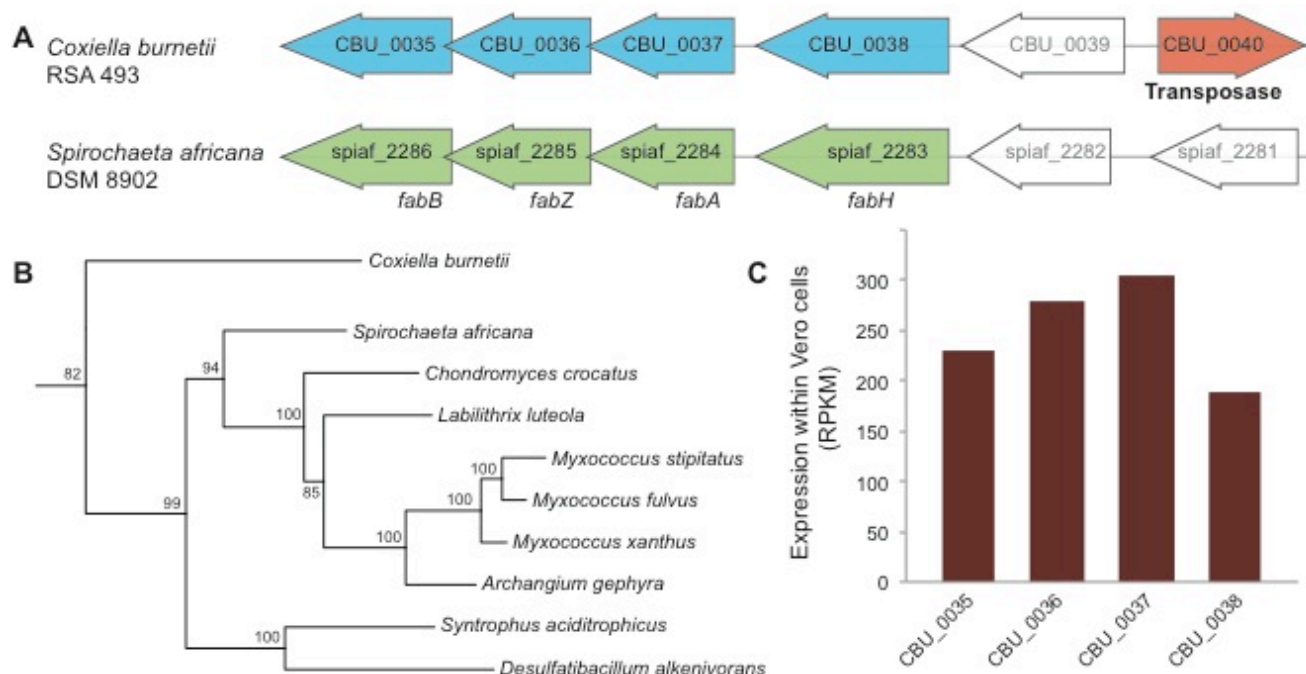 A
Coxiella burnetii
RSA 493
CBU_0035 CBU_0036 CBU_0037 CBU_0038 CBU_0039 CBU_0040
Transposase
Spirochaeta africana
DSM 8902
spiaf_2286 spiaf_2285 spiaf_2284 spiaf_2283 spiaf_2282 spiaf_2281
fabB fabZ fabA fabH
B
Coxiella burnetii
Spirochaeta africana
Chondromyces crocatus
Labilithrix luteola
Myxococcus stipitatus
Myxococcus fulvus
Myxococcus xanthus
Archangium gephyra
Syntrophus aciditrophicus
Desulfatibacillum alkenivorans
82
94
100
85
100
100
100
99
100
C
Expression within Vero cells
(RPKM)
300
250
200
150
100
50
0
CBU_0035
CBU_0036
CBU_0037
CBU_0038